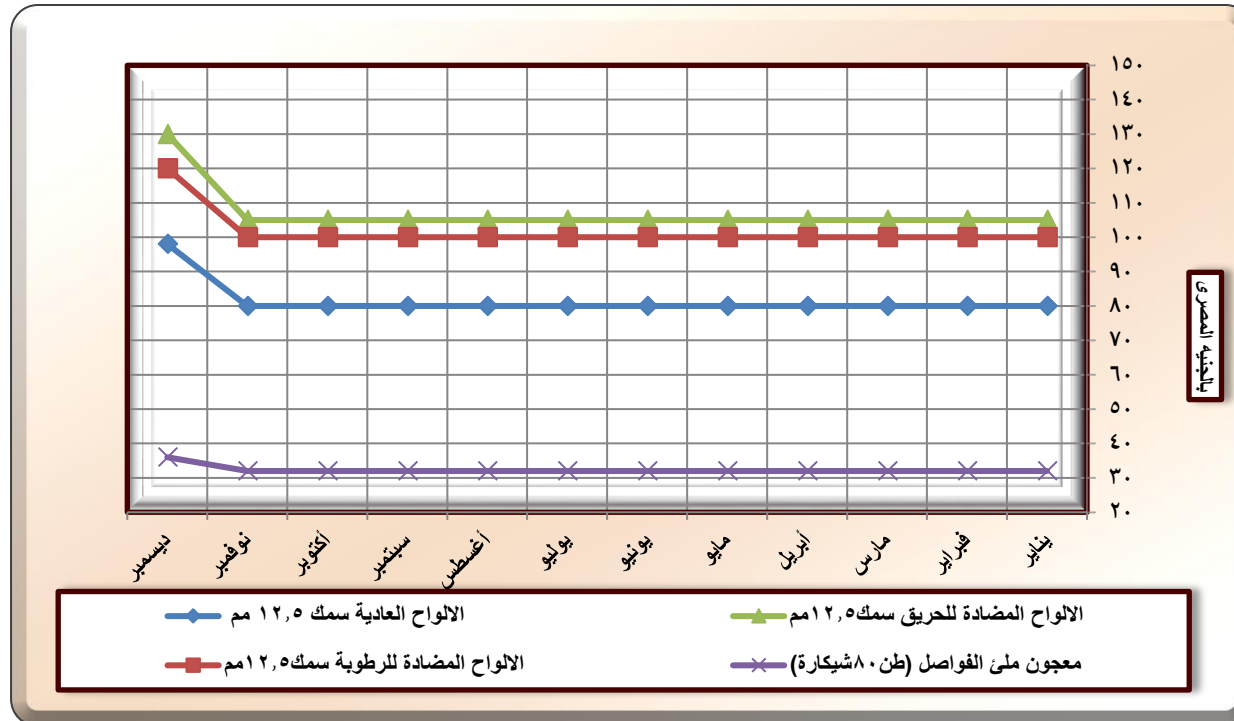 ١٥٠
١٤٠
١٣٠
١٢٠
١١٠
١٠٠
٩٠
٨٠
٧٠
٦٠
٥٠
٤٠
٣٠
٢٠
بالجنيه المصرى
يناير
فبراير
مارس
أبريل
مايو
يونيو
يوليو
أغسطس
سبتمبر
أكتوبر
نوفمبر
ديسمبر
الالواح المضادة للحريق سمك١٢,٥مم
الالواح العادية سمك ١٢,٥ مم
معجون ملئ الفواصل (طن٨٠شيكارة)
الالواح المضادة للرطوبة سمك١٢,٥مم